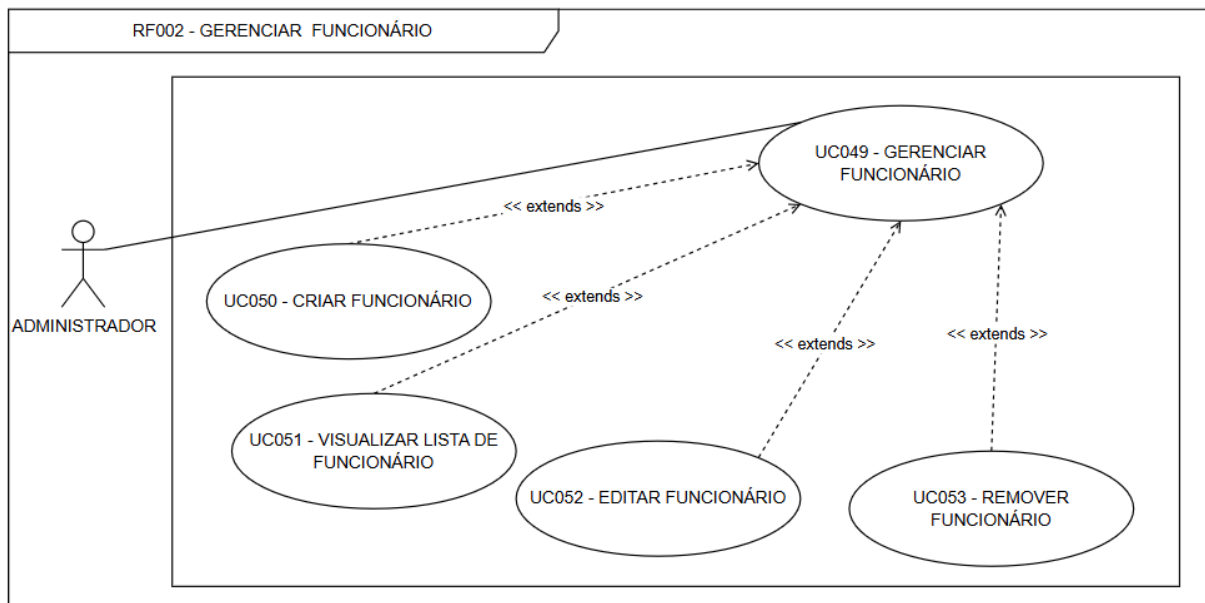 RF002 - GERENCIAR FUNCIONÁRIO
UC049 - GERENCIAR
FUNCIONÁRIO
<< extends >>
ADMINISTRADOR
UC050 - CRIAR FUNCIONÁRIO
<< extends >>
<< extends >>
<< extends >>
UC051 - VISUALIZAR LISTA DE
FUNCIONÁRIO
UC052 - EDITAR FUNCIONÁRIO
UC053 - REMOVER
FUNCIONÁRIO